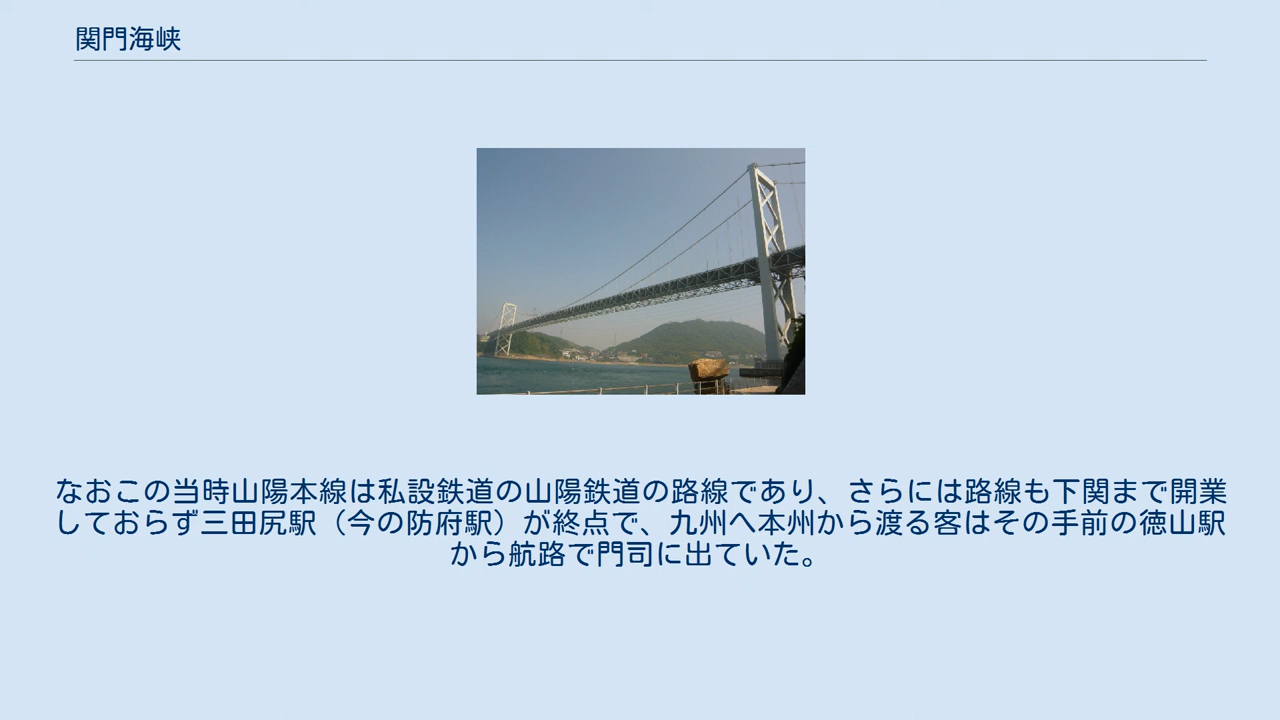 関門海峡
なおこの当時山陽本線は私設鉄道の山陽鉄道の路線であり、さらには路線も下関まで開業
しておらず三田尻駅（今の防府駅）が終点で、九州へ本州から渡る客はその手前の徳山駅
から航路で門司に出ていた。